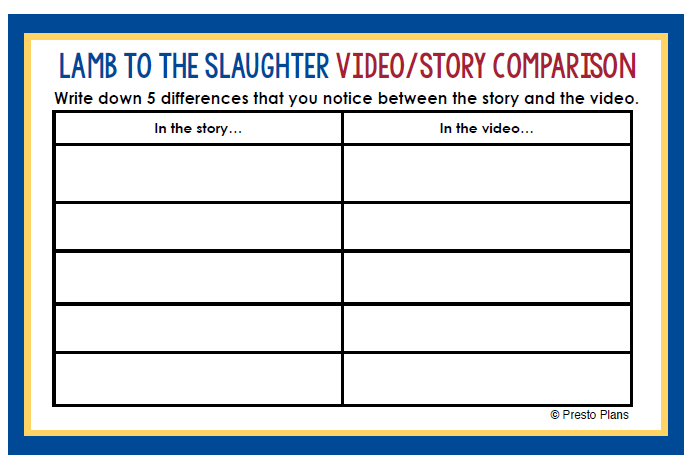 LAMB TO THE SLAUGHTER VIDEO/STORY COMPARISON
Write down 5 differences that you notice between the story and the video.
In the story…
In the video…
© Presto Plans